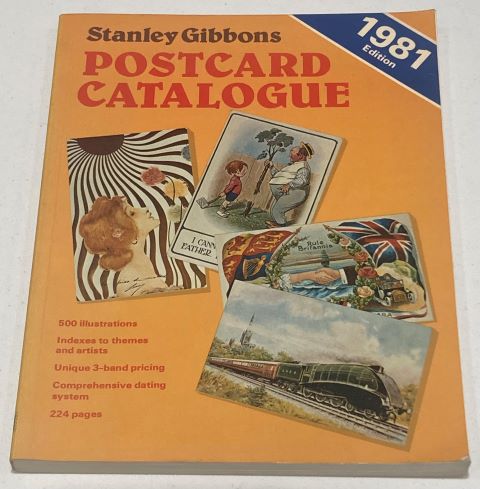 Stanley Gibbons
1981
Edition
POSTCARD
CATALOGUE
I CANN
FATHER
Rule
Britannia
500 illustrations
Indexes to themes
and artists
Unique 3-band pricing
Comprehensive dating
system
224 pages